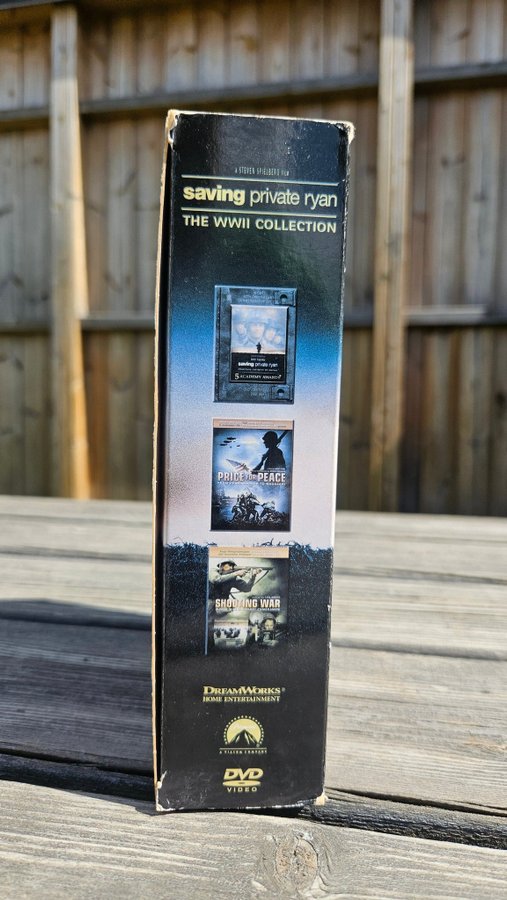 A STEVEN SPIELBERG FILM
saving private ryan
THE WWII COLLECTION
saving private ryan
5 ACADEMY AWARDS
PRICE FOR PEACE
SHOOTING WAR
DREAMWORKS®
HOME ENTERTAINMENT
Paramount
A VIACOM COMPANY
DVD
VIDEO